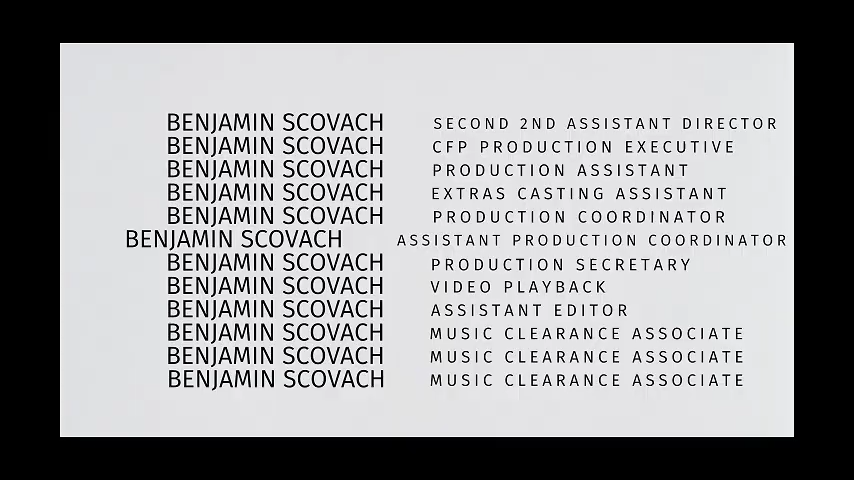 BENJAMIN SCOVACH SECOND 2ND ASSISTANT DIRECTOR
BENJAMIN SCOVACH CFP PRODUCTION EXECUTIVE
BENJAMIN SCOVACH PRODUCTION ASSISTANT
BENJAMIN SCOVACH EXTRAS CASTING ASSISTANT
BENJAMIN SCOVACH PRODUCTION COORDINATOR
BENJAMIN SCOVACH ASSISTANT PRODUCTION COORDINATOR
BENJAMIN SCOVACH PRODUCTION SECRETARY
BENJAMIN SCOVACH VIDEO PLAYBACK
BENJAMIN SCOVACH ASSISTANT EDITOR
BENJAMIN SCOVACH MUSIC CLEARANCE ASSOCIATE
BENJAMIN SCOVACH MUSIC CLEARANCE ASSOCIATE
BENJAMIN SCOVACH MUSIC CLEARANCE ASSOCIATE